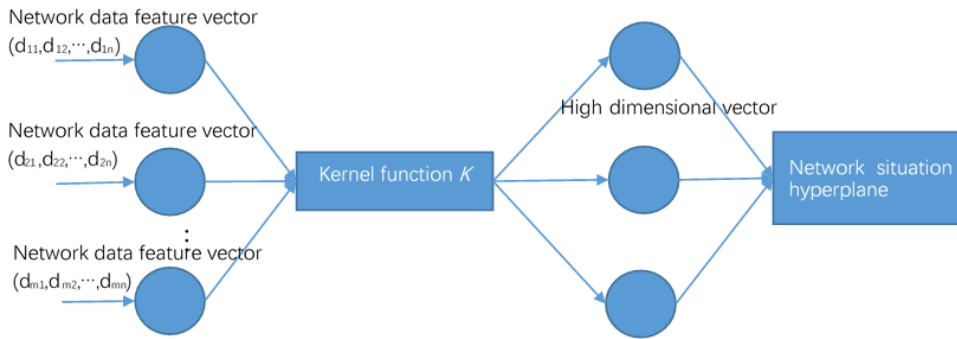 Network data feature vector
(d11,d12,⋯,d1n)
Network data feature vector
(d21,d22,⋯,d2n)
⋮
Network data feature vector
(dm1,dm2,⋯,dmn)
Kernel function K
High dimensional vector
Network situation
hyperplane